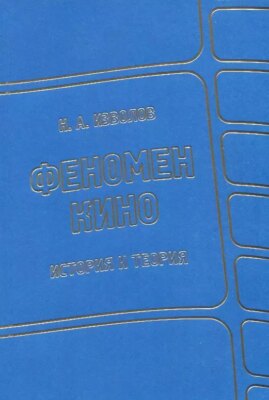 Н. А. ИЗВОЛОВ
ФЕНОМЕН
КИНО
ИСТОРИЯ И ТЕОРИЯ